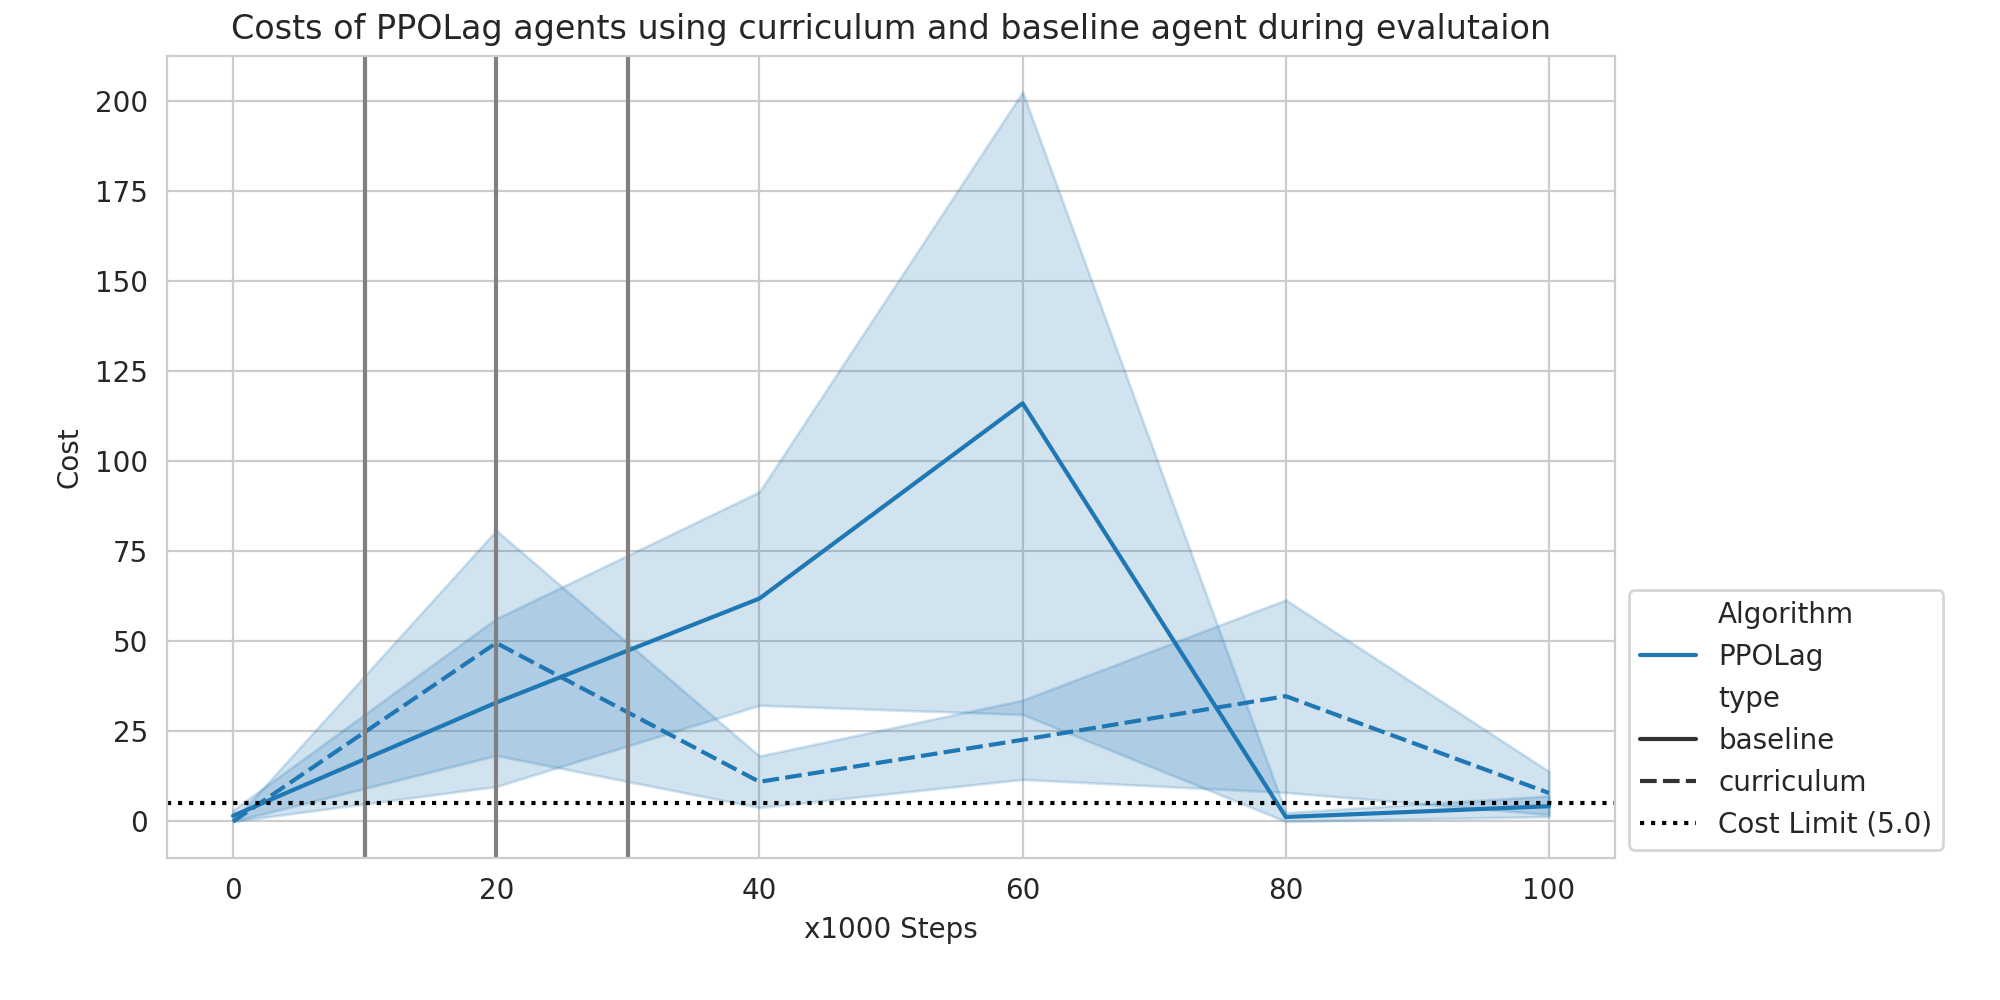 Costs of PPOLag agents using curriculum and baseline agent during evalutaion
200
175
150
125
100
75
50
25
0
Cost
0 20 40 60 80 100
x1000 Steps
Algorithm
PPOLag
type
baseline
curriculum
Cost Limit (5.0)